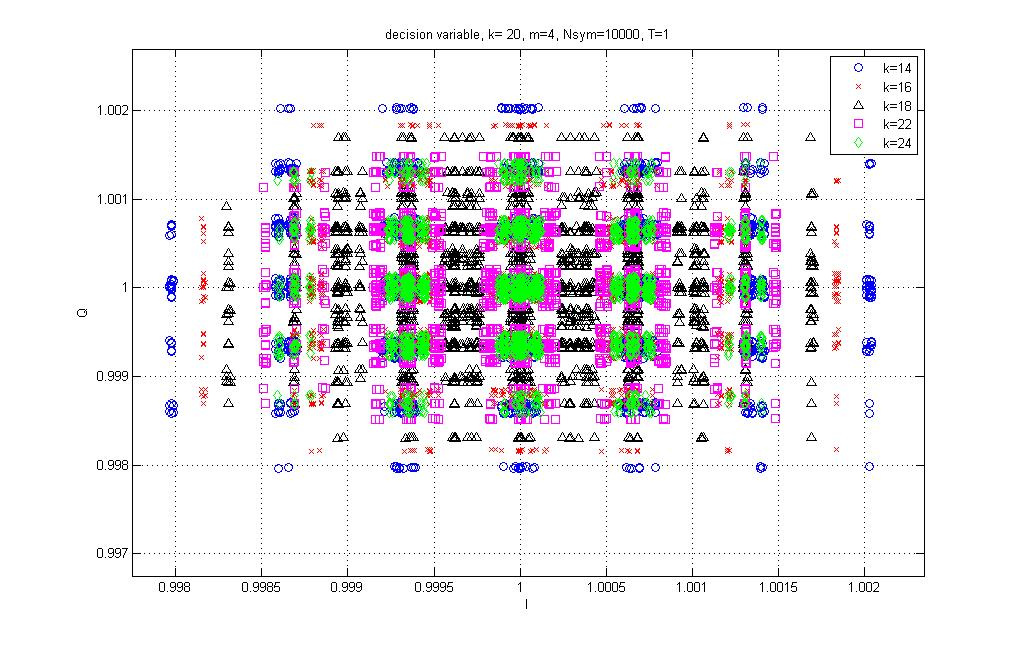 decision variable, k= 20, m=4, Nsym=10000, T=1
k=14
k=16
k=18
k=22
k=24
1.002
1.001
1
0.999
0.998
0.997
Q
0.998
0.9985
0.999
0.9995
1
1.0005
1.001
1.0015
1.002
I